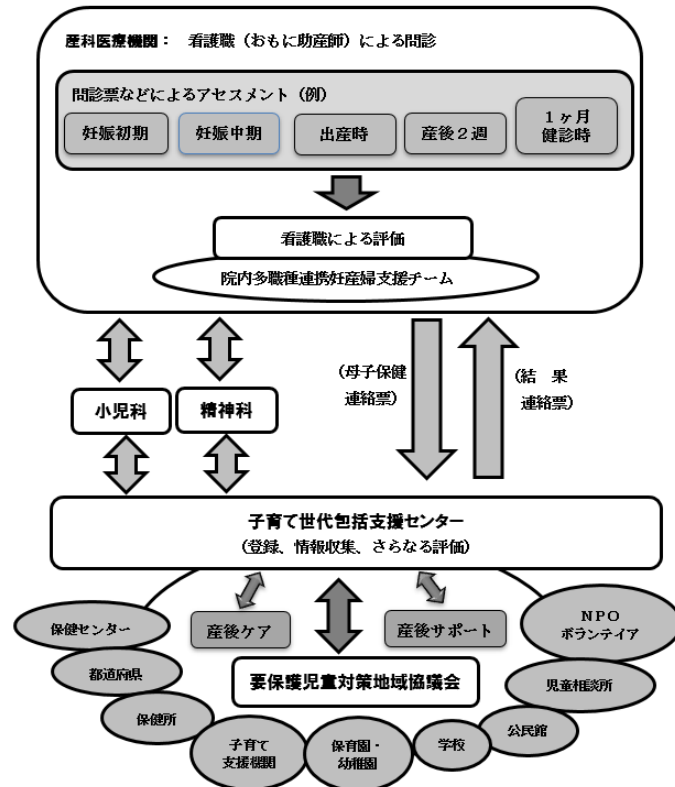 産科医療機関： 看護職（おもに助産師）による問診
問診票などによるアセスメント（例）
妊娠初期
妊娠中期
出産時
産後２週
１ヶ月
健診時
看護職による評価
院内多職種連携妊産婦支援チーム
(母子保健
連絡票)
(結　果
連絡票)
小児科
精神科
子育て世代包括支援センター
(登録、情報収集、さらなる評価)
産後ケア
産後サポート
要保護児童対策地域協議会
保健センター
都道府県
保健所
子育て
支援機関
保育園・
幼稚園
学校
公民館
児童相談所
ＮＰＯ
ボランテイア